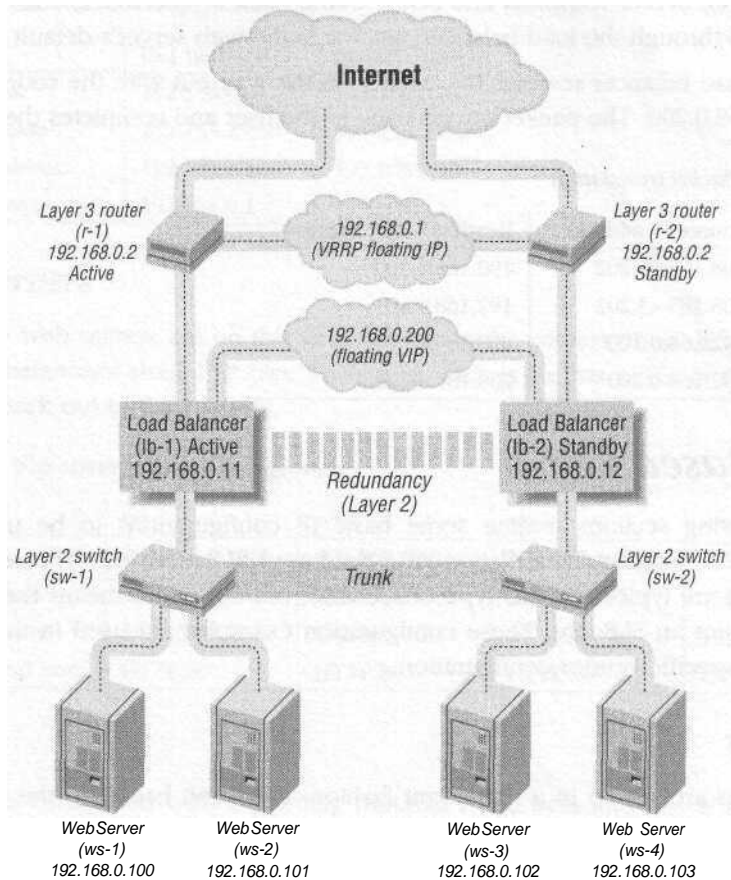 Internet
Layer 3 router
(r-1)
192.168.0.2
Active
192.168.0.1
(VRRP floating IP)
Layer 3 router
(r-2)
192.168.0.2
Standby
192.168.0.200
(floating VIP)
Load Balancer
(lb-1) Active
192.168.0.11
Redundancy
(Layer 2)
Load Balancer
(lb-2) Standby
192.168.0.12
Layer 2 switch
(sw-1)
Trunk
Layer 2 switch
(sw-2)
WebServer
(ws-1)
192.168.0.100
WebServer
(ws-2)
192.168.0.101
WebServer
(ws-3)
192.168.0.102
Web Server
(ws-4)
192.168.0.103